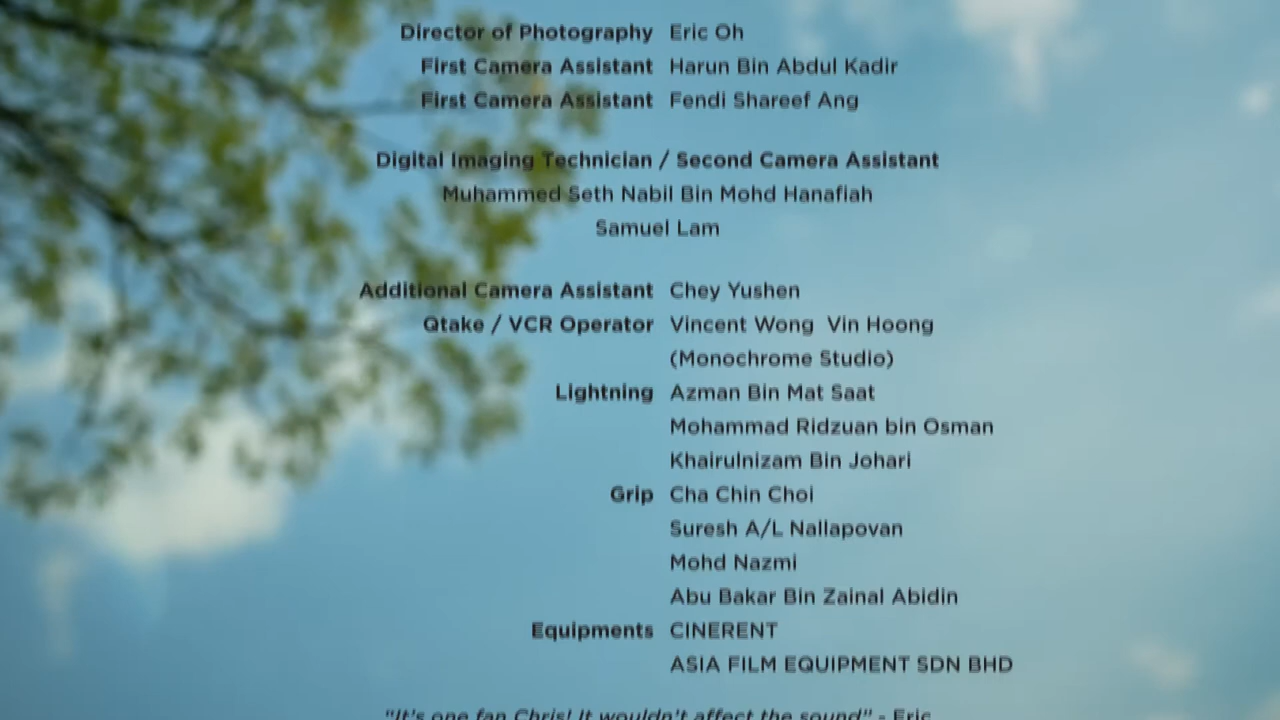 Director of Photography Eric Oh
First Camera Assistant Harun Bin Abdul Kadir
First Camera Assistant Fendi Shareef Ang
Digital Imaging Technician / Second Camera Assistant
Muhammed Seth Nabil Bin Mohd Hanafiah
Samuel Lam
Additional Camera Assistant Chey Yushen
Qtake / VCR Operator Vincent Wong Vin Hoong
(Monochrome Studio)
Lightning Azman Bin Mat Saat
Mohammad Ridzuan bin Osman
Khairulnizam Bin Johari
Grip Cha Chin Choi
Suresh A/L Nallapovan
Mohd Nazmi
Abu Bakar Bin Zainal Abidin
Equipments CINERENT
ASIA FILM EQUIPMENT SDN BHD
"It's one fan Chris! It wouldn't affect the sound" - Eric